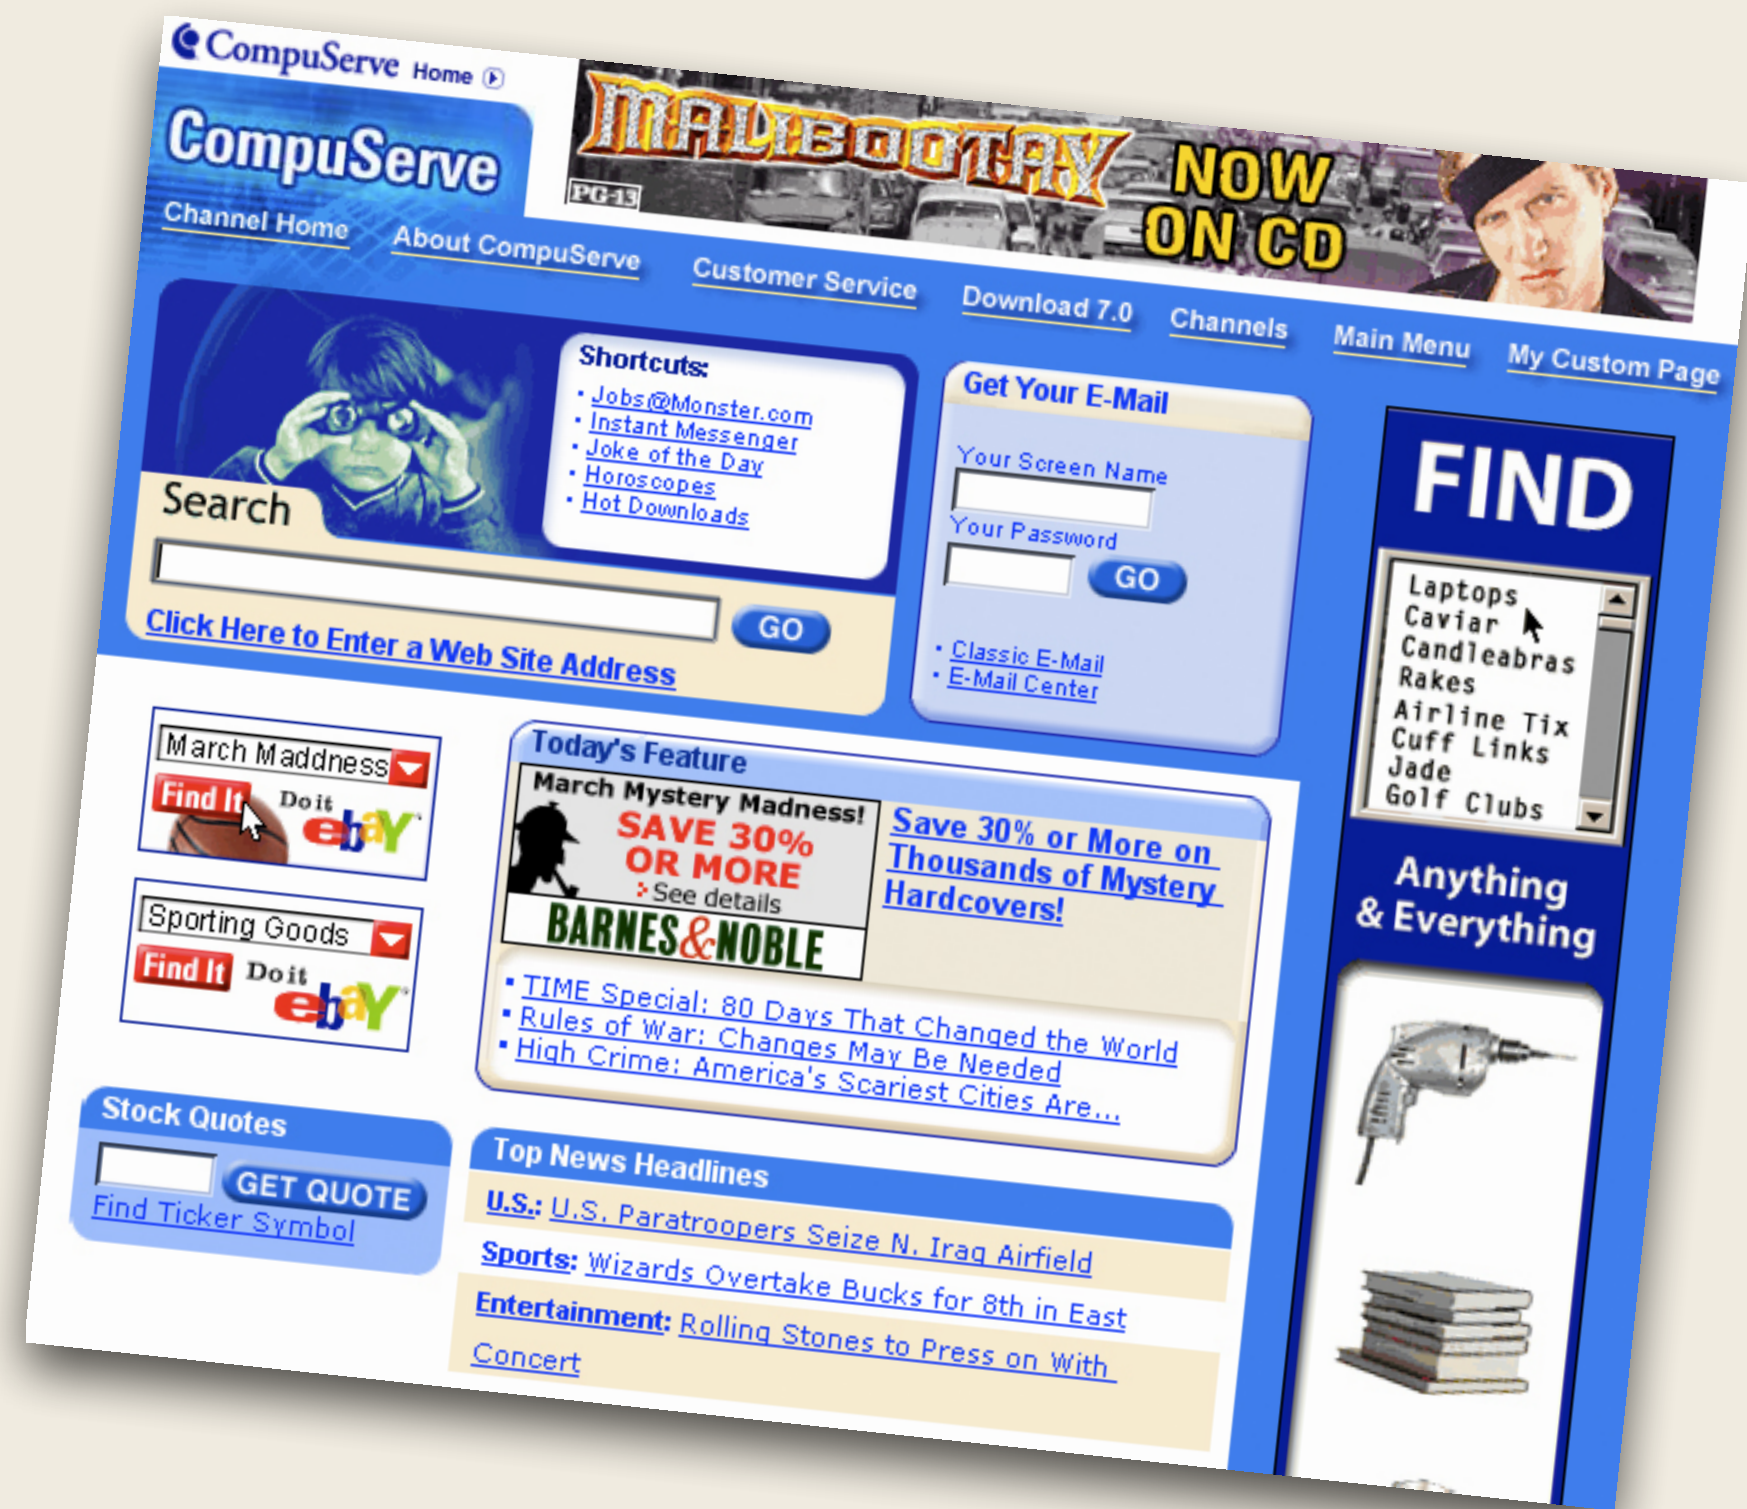 CompuServe Home
MALIBOOTAY
PG-13
NOW
ON CD
CompuServe
Channel Home
About CompuServe
Customer Service
Download 7.0
Channels
Main Menu
My Custom Page
Shortcuts:
Jobs@Monster.com
Instant Messenger
Joke of the Day
Horoscopes
Hot Downloads
Search
GO
Click Here to Enter a Web Site Address
Get Your E-Mail
Your Screen Name
Your Password
GO
Classic E-Mail
E-Mail Center
FIND
Laptops
Caviar
Candleabras
Rakes
Airline Tix
Cuff Links
Jade
Golf Clubs
Anything
& Everything
March Maddness
Find It
Do it
ebaY
Sporting Goods
Find It
Do it
ebaY
Today's Feature
March Mystery Madness!
SAVE 30%
OR MORE
See details
BARNES&NOBLE
Save 30% or More on
Thousands of Mystery
Hardcovers!
TIME Special: 80 Days That Changed the World
Rules of War: Changes May Be Needed
High Crime: America's Scariest Cities Are...
Stock Quotes
GET QUOTE
Find Ticker Symbol
Top News Headlines
U.S.: U.S. Paratroopers Seize N. Iraq Airfield
Sports: Wizards Overtake Bucks for 8th in East
Entertainment: Rolling Stones to Press on With
Concert